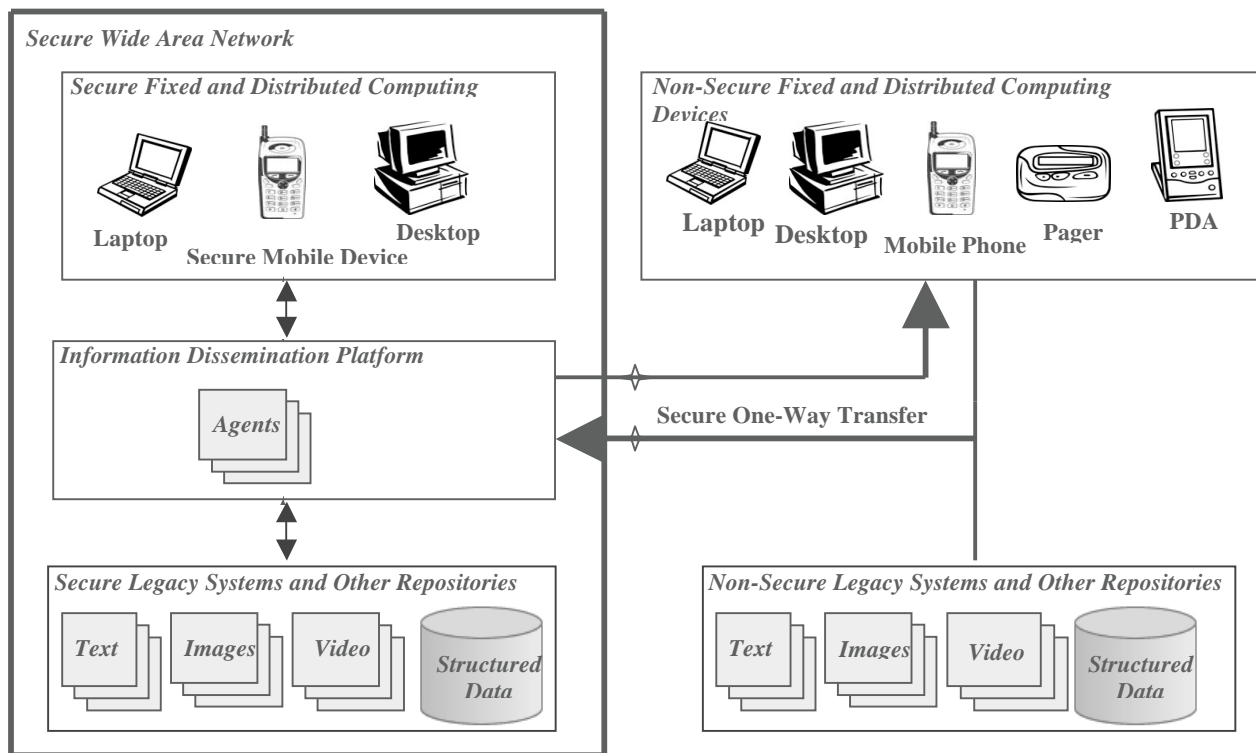 Secure Wide Area Network
Secure Fixed and Distributed Computing
Laptop
Secure Mobile Device
Desktop
Non-Secure Fixed and Distributed Computing
Devices
Laptop
Desktop
Mobile Phone
Pager
PDA
Information Dissemination Platform
Agents
Secure One-Way Transfer
Secure Legacy Systems and Other Repositories
Text
Images
Video
Structured
Data
Non-Secure Legacy Systems and Other Repositories
Text
Images
Video
Structured
Data